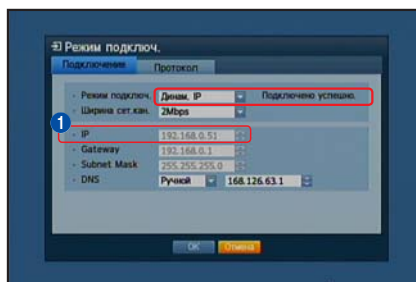 Режим подключ.
Подключение Протокол
- Режим подключ. Динам. IP Подключено успешно.
- Ширина сет.кан. 2Mbps
1
- IP 192.168.0.51
- Gateway 192.168.0.1
- Subnet Mask 255.255.255.0
- DNS Ручной 168.126.63.1
OK Отмена